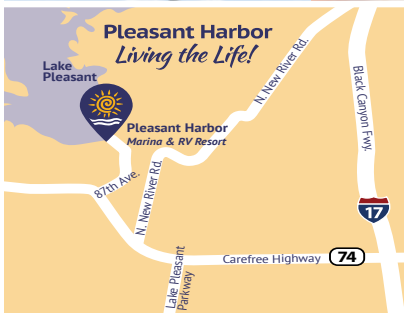 Pleasant Harbor
Living the Life!
Lake
Pleasant
Pleasant Harbor
Marina & RV Resort
87th Ave.
N. New River Rd.
N. New River Rd.
Black Canyon Fwy.
17
Lake Pleasant
Parkway
Carefree Highway
74